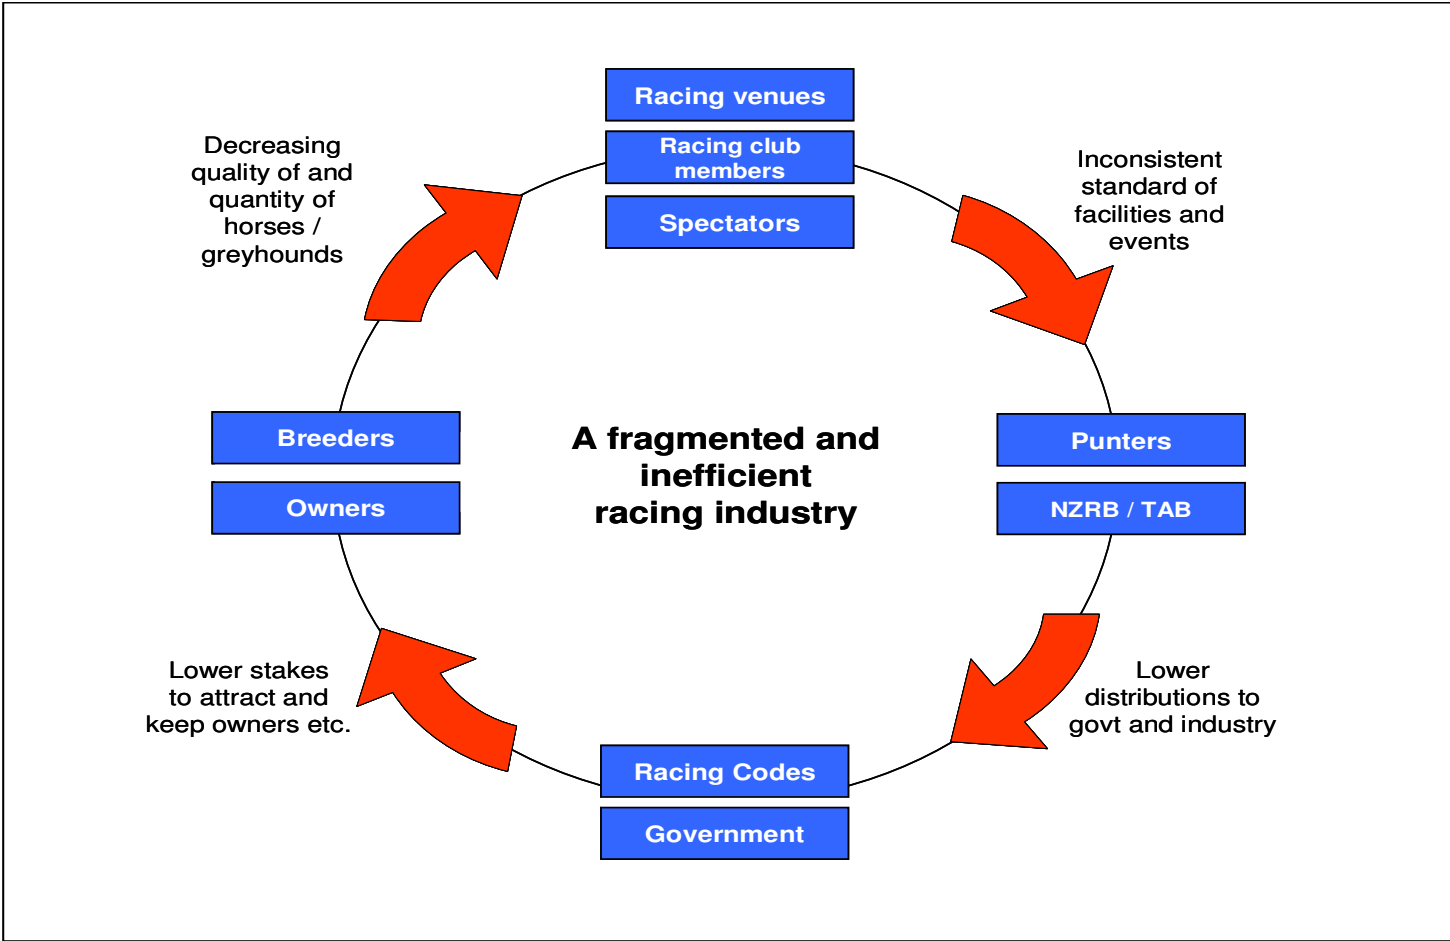 Racing venues
Racing club
members
Spectators
Decreasing
quality of and
quantity of
horses /
greyhounds
Inconsistent
standard of
facilities and
events
Breeders
Owners
A fragmented and
inefficient
racing industry
Punters
NZRB / TAB
Lower stakes
to attract and
keep owners etc.
Lower
distributions to
govt and industry
Racing Codes
Government